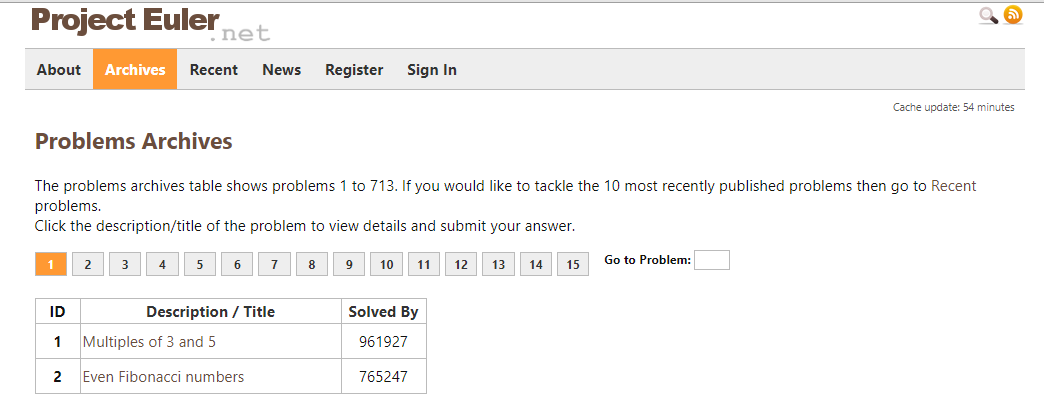 Project Euler
.net
About Archives Recent News Register Sign In
Cache update: 54 minutes
Problems Archives
The problems archives table shows problems 1 to 713. If you would like to tackle the 10 most recently published problems then go to Recent
problems.
Click the description/title of the problem to view details and submit your answer.
1 2 3 4 5 6 7 8 9 10 11 12 13 14 15 Go to Problem:
ID Description / Title Solved By
1 Multiples of 3 and 5 961927
2 Even Fibonacci numbers 765247